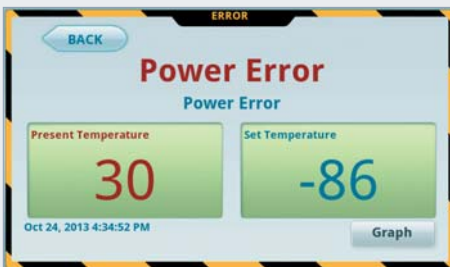 ERROR
BACK
Power Error
Power Error
Present Temperature
Set Temperature
30
-86
Oct 24, 2013 4:34:52 PM
Graph